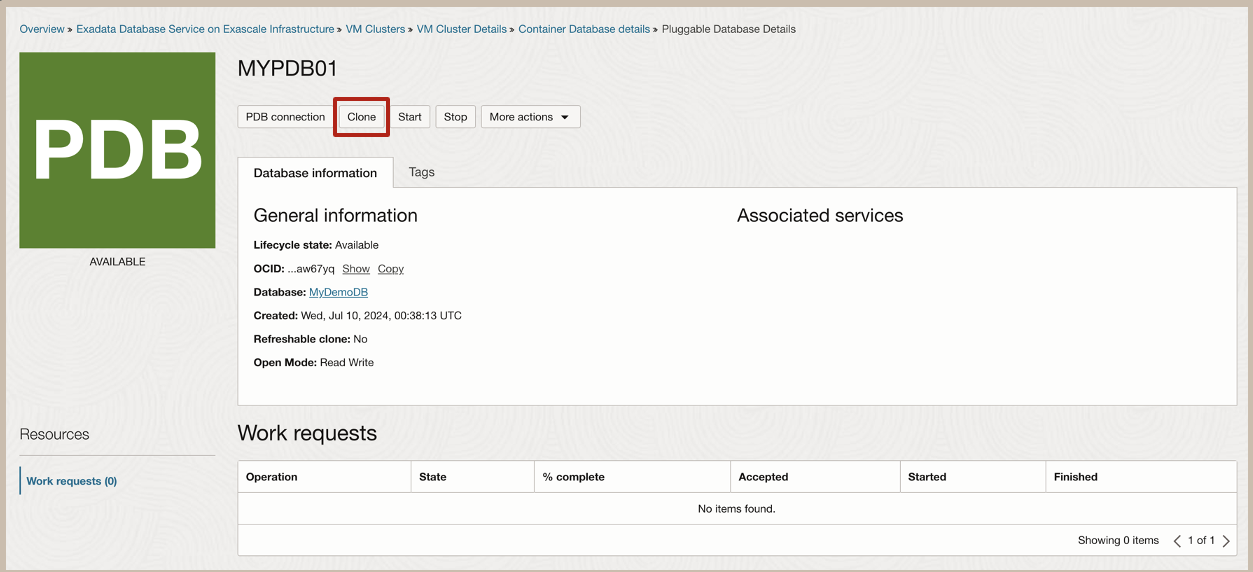 Overview » Exadata Database Service on Exascale Infrastructure » VM Clusters » VM Cluster Details » Container Database details » Pluggable Database Details
PDB
AVAILABLE
MYPDB01
PDB connection Clone Start Stop More actions
Database information Tags
General information
Lifecycle state: Available
OCID: ...aw67yq Show Copy
Database: MyDemoDB
Created: Wed, Jul 10, 2024, 00:38:13 UTC
Refreshable clone: No
Open Mode: Read Write
Associated services
Resources
Work requests (0)
Work requests
Operation State % complete Accepted Started Finished
No items found.
Showing 0 items 1 of 1